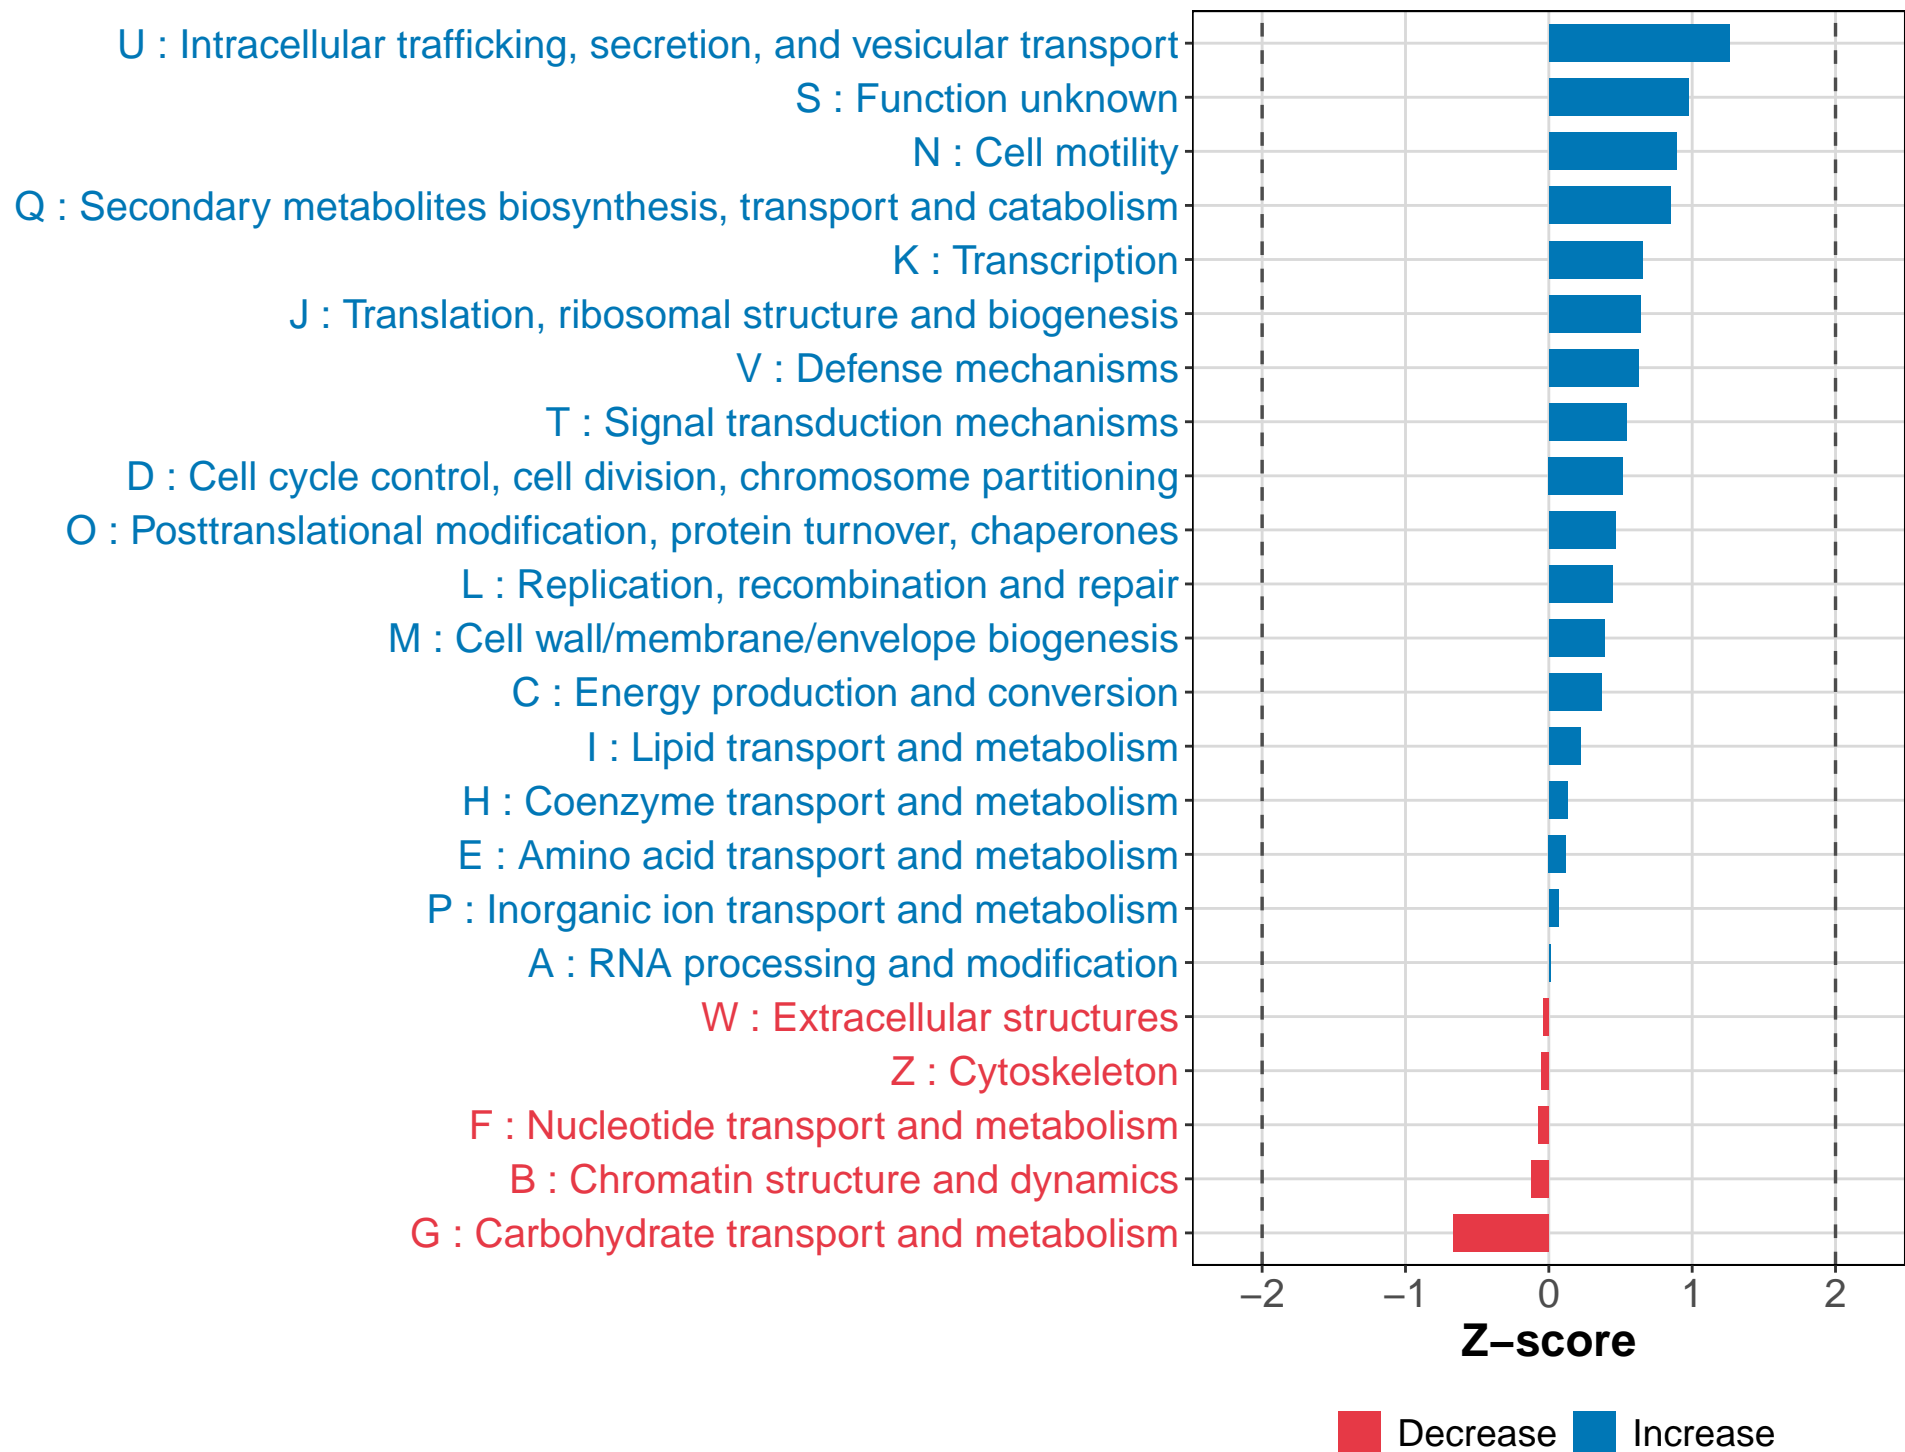 U : Intracellular trafficking, secretion, and vesicular transport
S : Function unknown
N : Cell motility
Q : Secondary metabolites biosynthesis, transport and catabolism
K : Transcription
J : Translation, ribosomal structure and biogenesis
V : Defense mechanisms
T : Signal transduction mechanisms
D : Cell cycle control, cell division, chromosome partitioning
O : Posttranslational modification, protein turnover, chaperones
L : Replication, recombination and repair
M : Cell wall/membrane/envelope biogenesis
C : Energy production and conversion
I : Lipid transport and metabolism
H : Coenzyme transport and metabolism
E : Amino acid transport and metabolism
P : Inorganic ion transport and metabolism
A : RNA processing and modification
W : Extracellular structures
Z : Cytoskeleton
F : Nucleotide transport and metabolism
B : Chromatin structure and dynamics
G : Carbohydrate transport and metabolism
−2 −1 0 1 2
Z−score
Decrease Increase